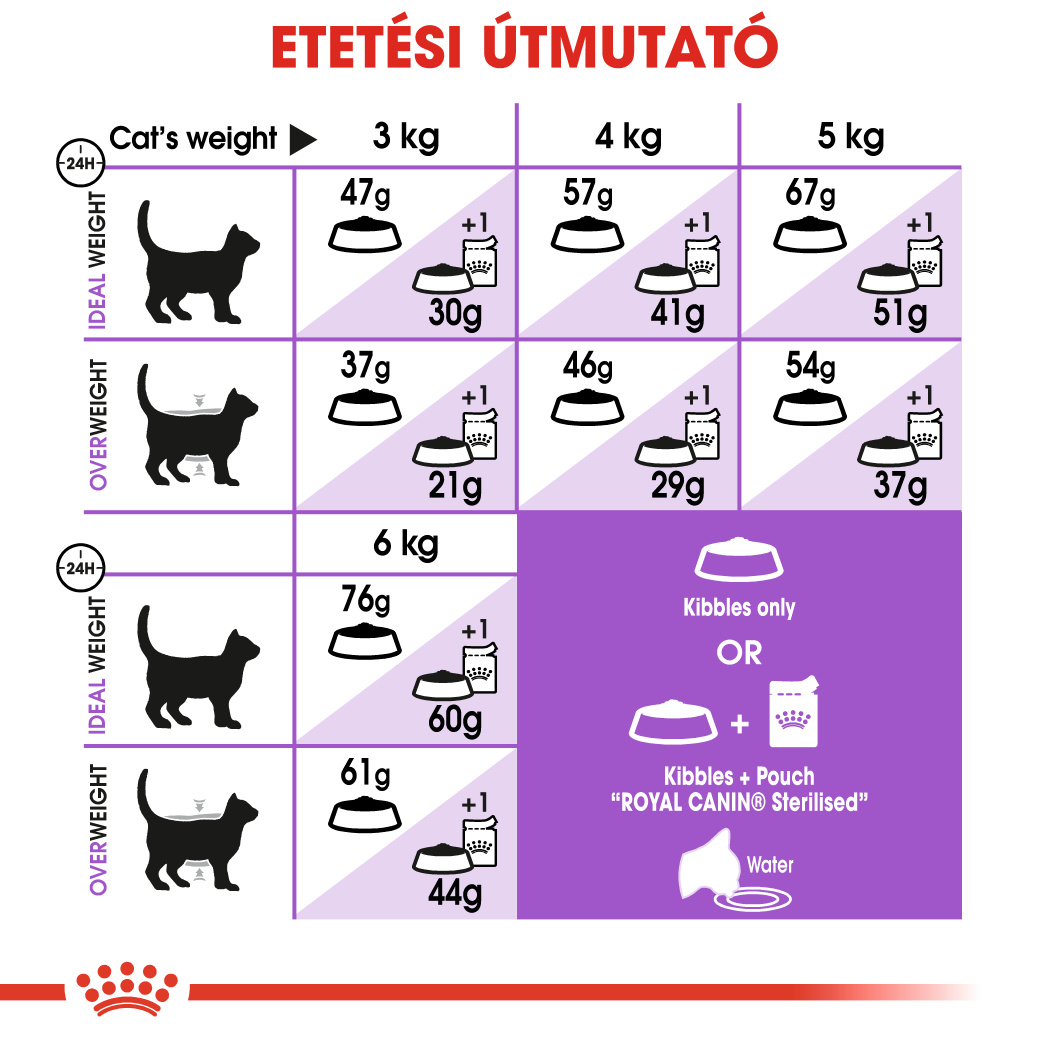 ETETÉSI ÚTMUTATÓ
Cat's weight 3 kg 4 kg 5 kg
24H
IDEAL WEIGHT
47g 57g 67g
+1 +1 +1
30g 41g 51g
OVERWEIGHT
37g 46g 54g
+1 +1 +1
21g 29g 37g
6 kg
24H
IDEAL WEIGHT
76g
+1
60g
OVERWEIGHT
61g
+1
44g
Kibbles only
OR
+
Kibbles + Pouch
“ROYAL CANIN® Sterilised”
Water